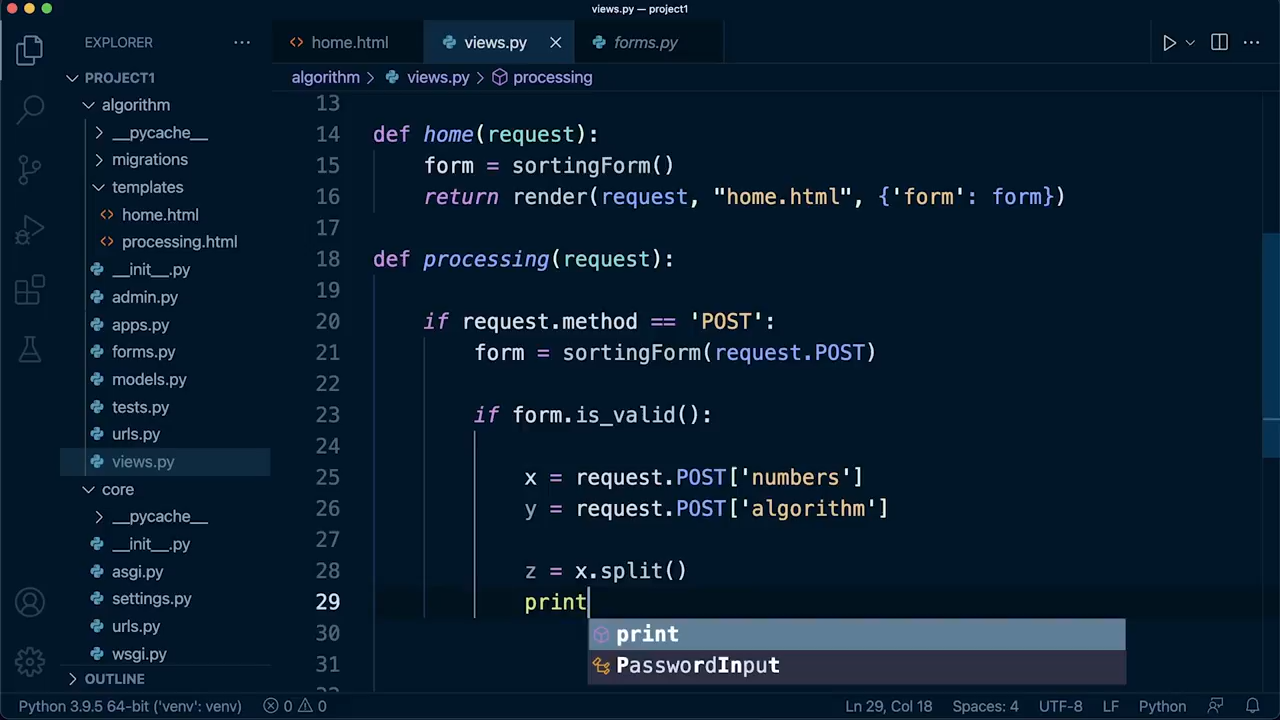 views.py — project1
EXPLORER
PROJECT1
algorithm
__pycache__
migrations
templates
home.html
processing.html
__init__.py
admin.py
apps.py
forms.py
models.py
tests.py
urls.py
views.py
core
__pycache__
__init__.py
asgi.py
settings.py
urls.py
wsgi.py
OUTLINE
home.html views.py forms.py
algorithm > views.py > processing
13
14 def home(request):
15 form = sortingForm()
16 return render(request, "home.html", {'form': form})
17
18 def processing(request):
19
20 if request.method == 'POST':
21 form = sortingForm(request.POST)
22
23 if form.is_valid():
24
25 x = request.POST['numbers']
26 y = request.POST['algorithm']
27
28 z = x.split()
29 print
30
31
print
PasswordInput
Python 3.9.5 64-bit ('venv': venv) 0 0 Ln 29, Col 18 Spaces: 4 UTF-8 LF Python